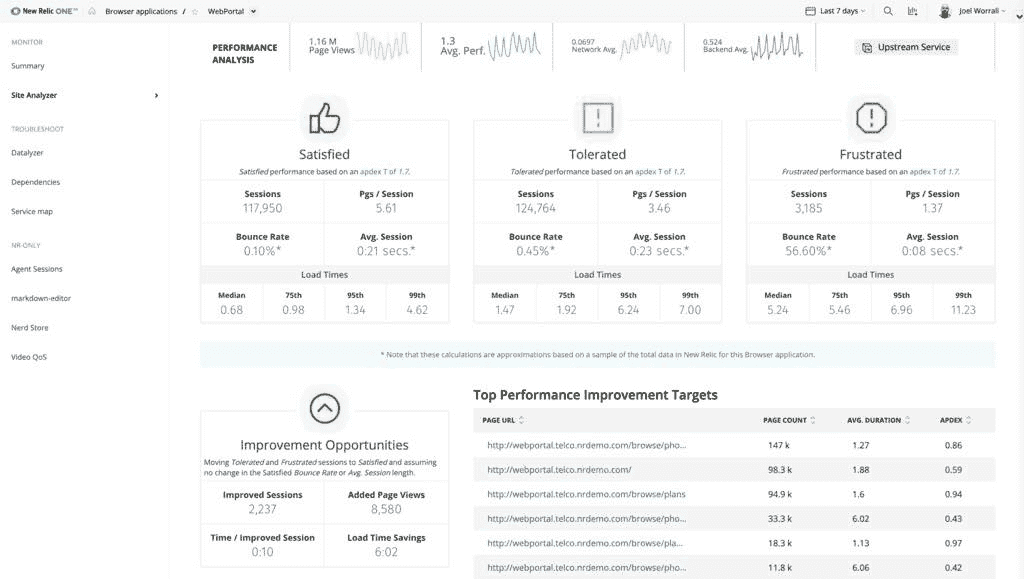 New Relic ONE™ Browser applications / WebPortal Last 7 days Joel Worrall
MONITOR
Summary
Site Analyzer
TROUBLESHOOT
Datalyzer
Dependencies
Service map
NR-ONLY
Agent Sessions
markdown-editor
Nerd Store
Video QoS
PERFORMANCE
ANALYSIS
1.16 M
Page Views
1.3
Avg. Perf.
0.0697
Network Avg.
0.524
Backend Avg.
Upstream Service
Satisfied
Satisfied performance based on an apdex T of 1.7.
Sessions Pgs / Session
117,950 5.61
Bounce Rate Avg. Session
0.10%* 0:21 secs.*
Load Times
Median 75th 95th 99th
0.68 0.98 1.34 4.62
Tolerated
Tolerated performance based on an apdex T of 1.7.
Sessions Pgs / Session
124,764 3.46
Bounce Rate Avg. Session
0.45%* 0:23 secs.*
Load Times
Median 75th 95th 99th
1.47 1.92 6.24 7.00
Frustrated
Frustrated performance based on an apdex T of 1.7.
Sessions Pgs / Session
3,185 1.37
Bounce Rate Avg. Session
56.60%* 0:08 secs.*
Load Times
Median 75th 95th 99th
5.24 5.46 6.96 11.23
* Note that these calculations are approximations based on a sample of the total data in New Relic for this Browser application.
Improvement Opportunities
Moving Tolerated and Frustrated sessions to Satisfied and assuming
no change in the Satisfied Bounce Rate or Avg. Session length.
Improved Sessions Added Page Views
2,237 8,580
Time / Improved Session Load Time Savings
0:10 6:02
Top Performance Improvement Targets
PAGE URL PAGE COUNT AVG. DURATION APDEX
http://webportal.telco.nrdemo.com/browse/pho... 147 k 1.27 0.86
http://webportal.telco.nrdemo.com/ 98.3 k 1.88 0.59
http://webportal.telco.nrdemo.com/browse/plans 94.9 k 1.6 0.94
http://webportal.telco.nrdemo.com/browse/pho... 33.3 k 6.02 0.43
http://webportal.telco.nrdemo.com/browse/pla... 18.3 k 1.13 0.97
http://webportal.telco.nrdemo.com/browse/pho... 11.8 k 6.06 0.42